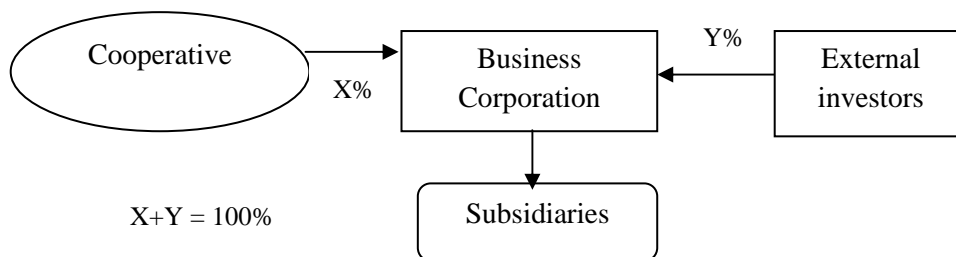 Cooperative
X%
Business
Corporation
Y%
External
investors
Subsidiaries
X+Y = 100%